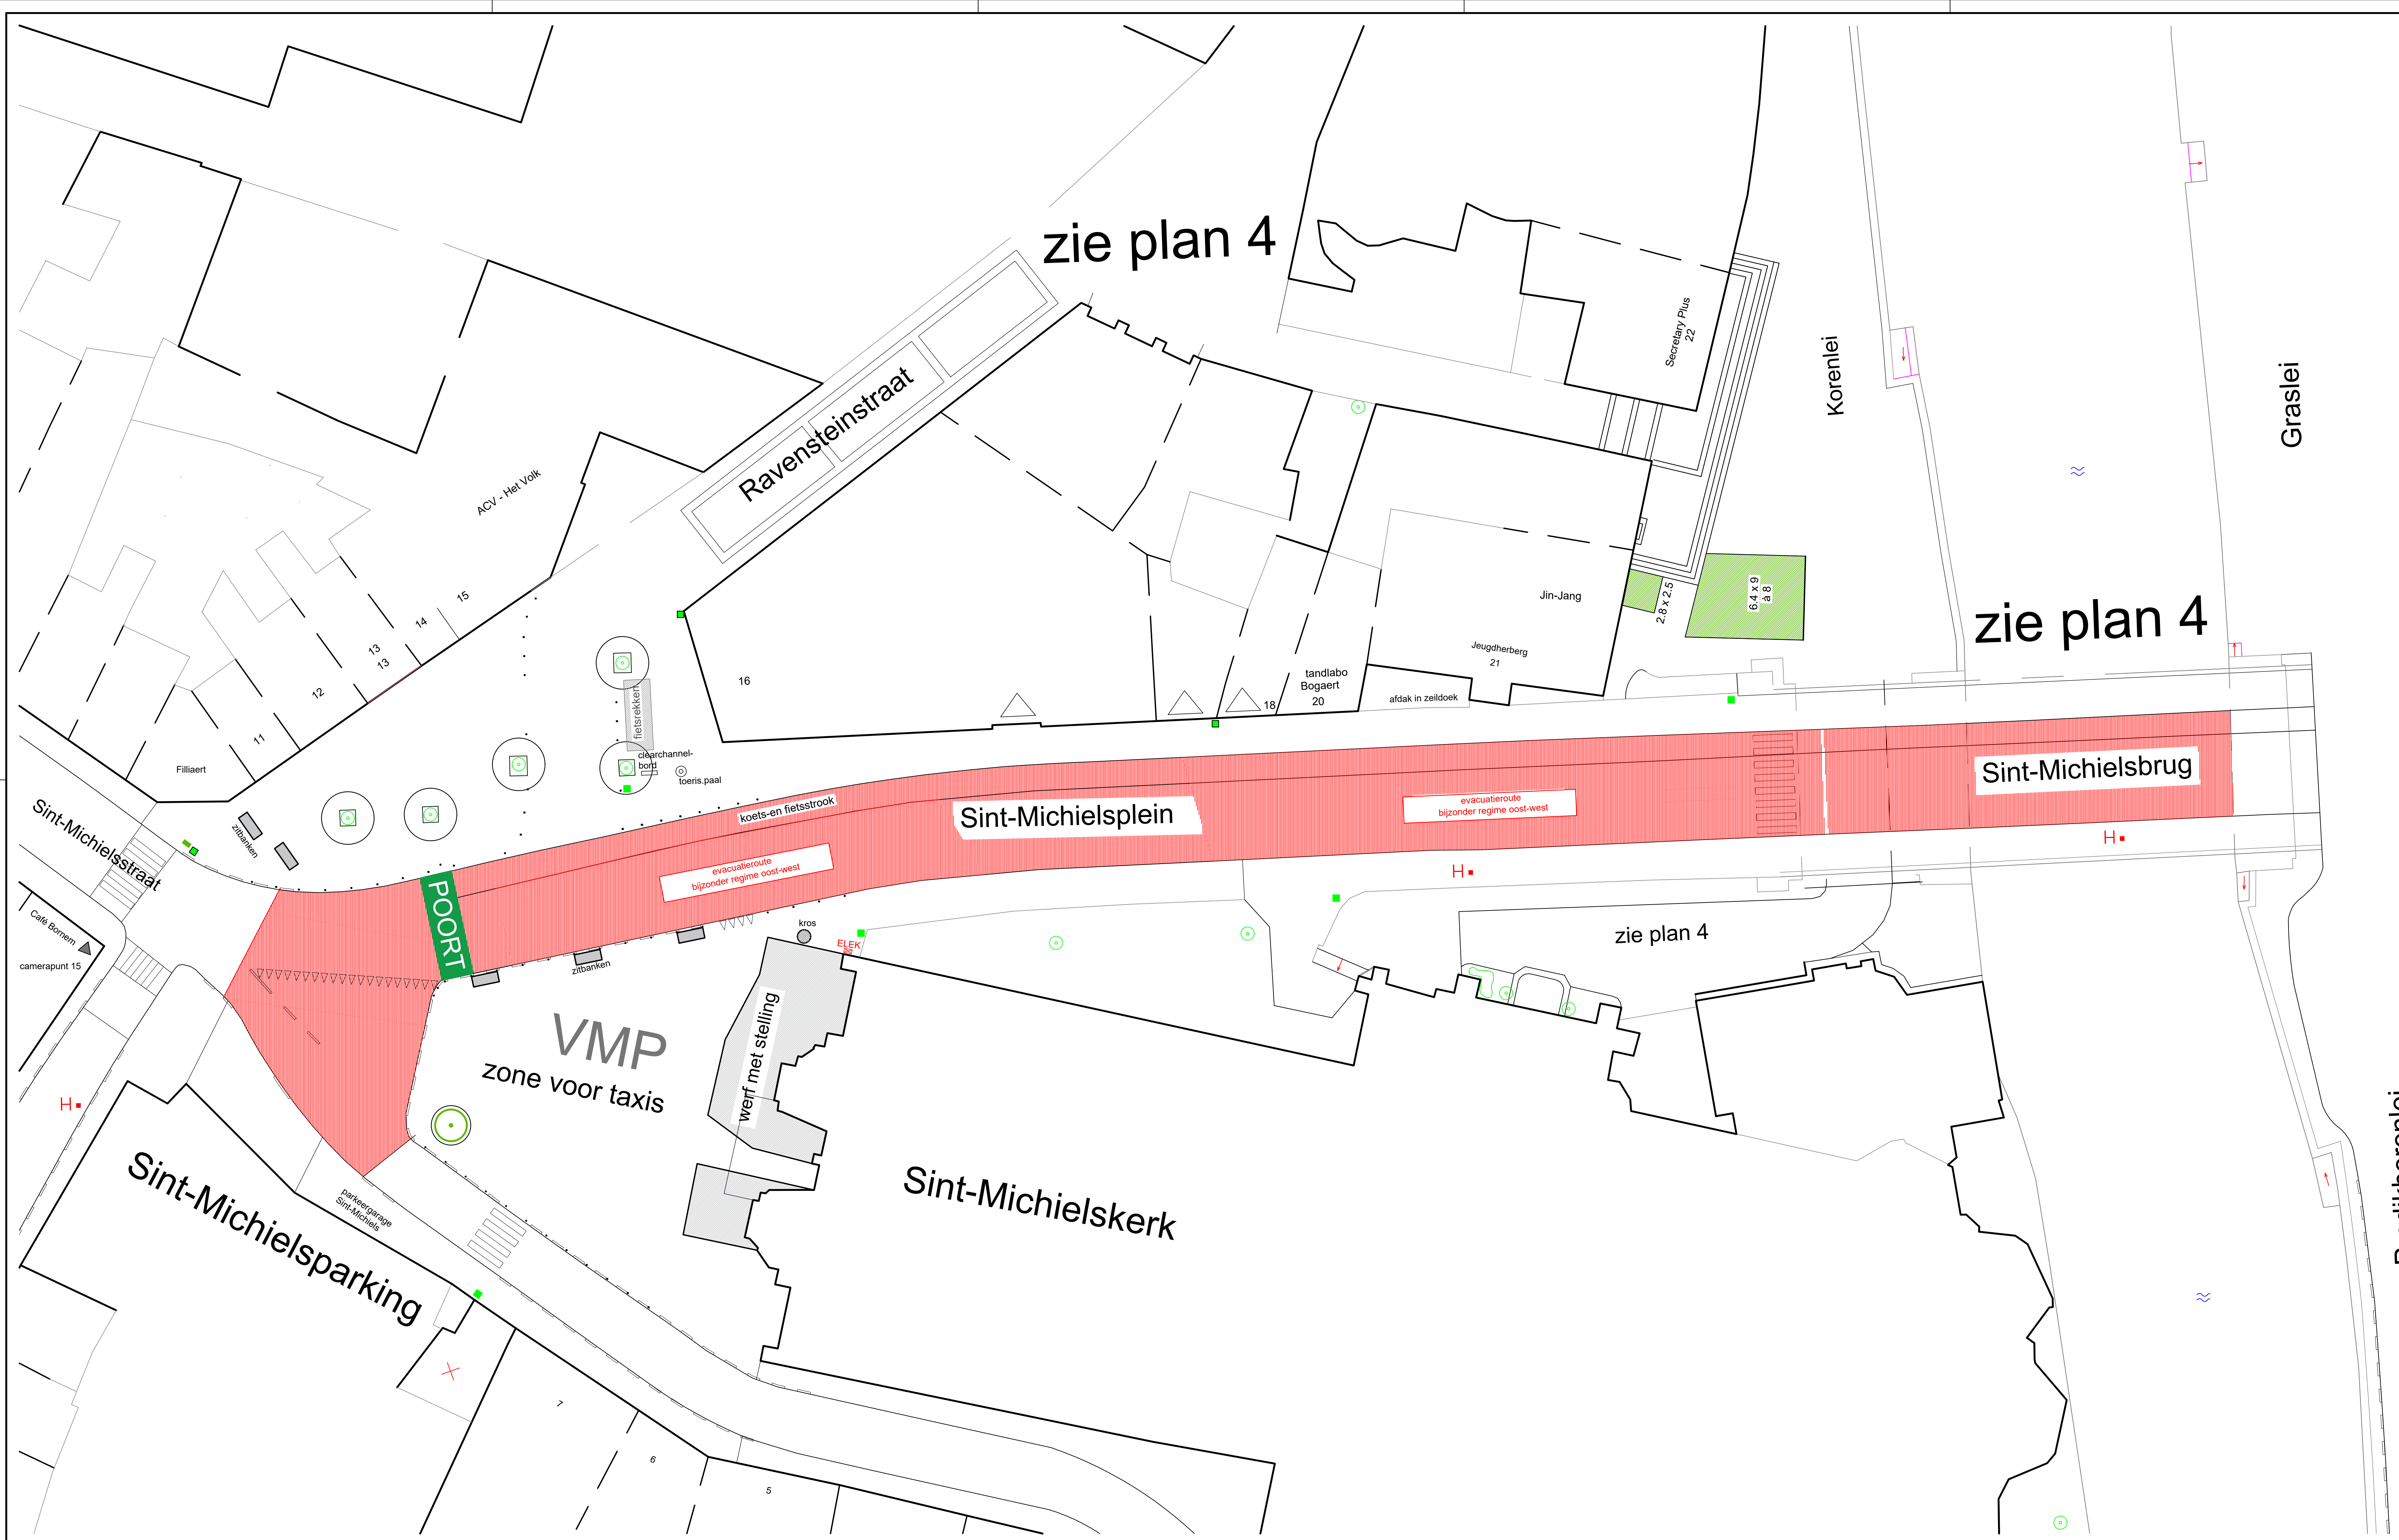 zie plan 4
Secretary Plus
22
Korenlei
Graslei
Ravensteinstraat
ACV - Het Volk
15
14
13
13
12
11
Filliaert
16
fietsrekken
clearchannel-
bord
toeris.paal
18
tandlabo
Bogaert
20
afdak in zeildoek
Jeugdherberg
21
Jin-Jang
2.8 x 2.5
6.4 x 9
à 8
zie plan 4
Sint-Michielsstraat
zitbanken
koets-en fietsstrook
Sint-Michielsplein
evacuatieroute
bijzonder regime oost-west
Sint-Michielsbrug
evacuatieroute
bijzonder regime oost-west
POORT
H
H
Café Bornem
camerapunt 15
kros
ELEK
zitbanken
zie plan 4
VMP
zone voor taxis
werf met stelling
H
Sint-Michielsparking
parkeergarage
Sint-Michiels
Sint-Michielskerk
7
6
5